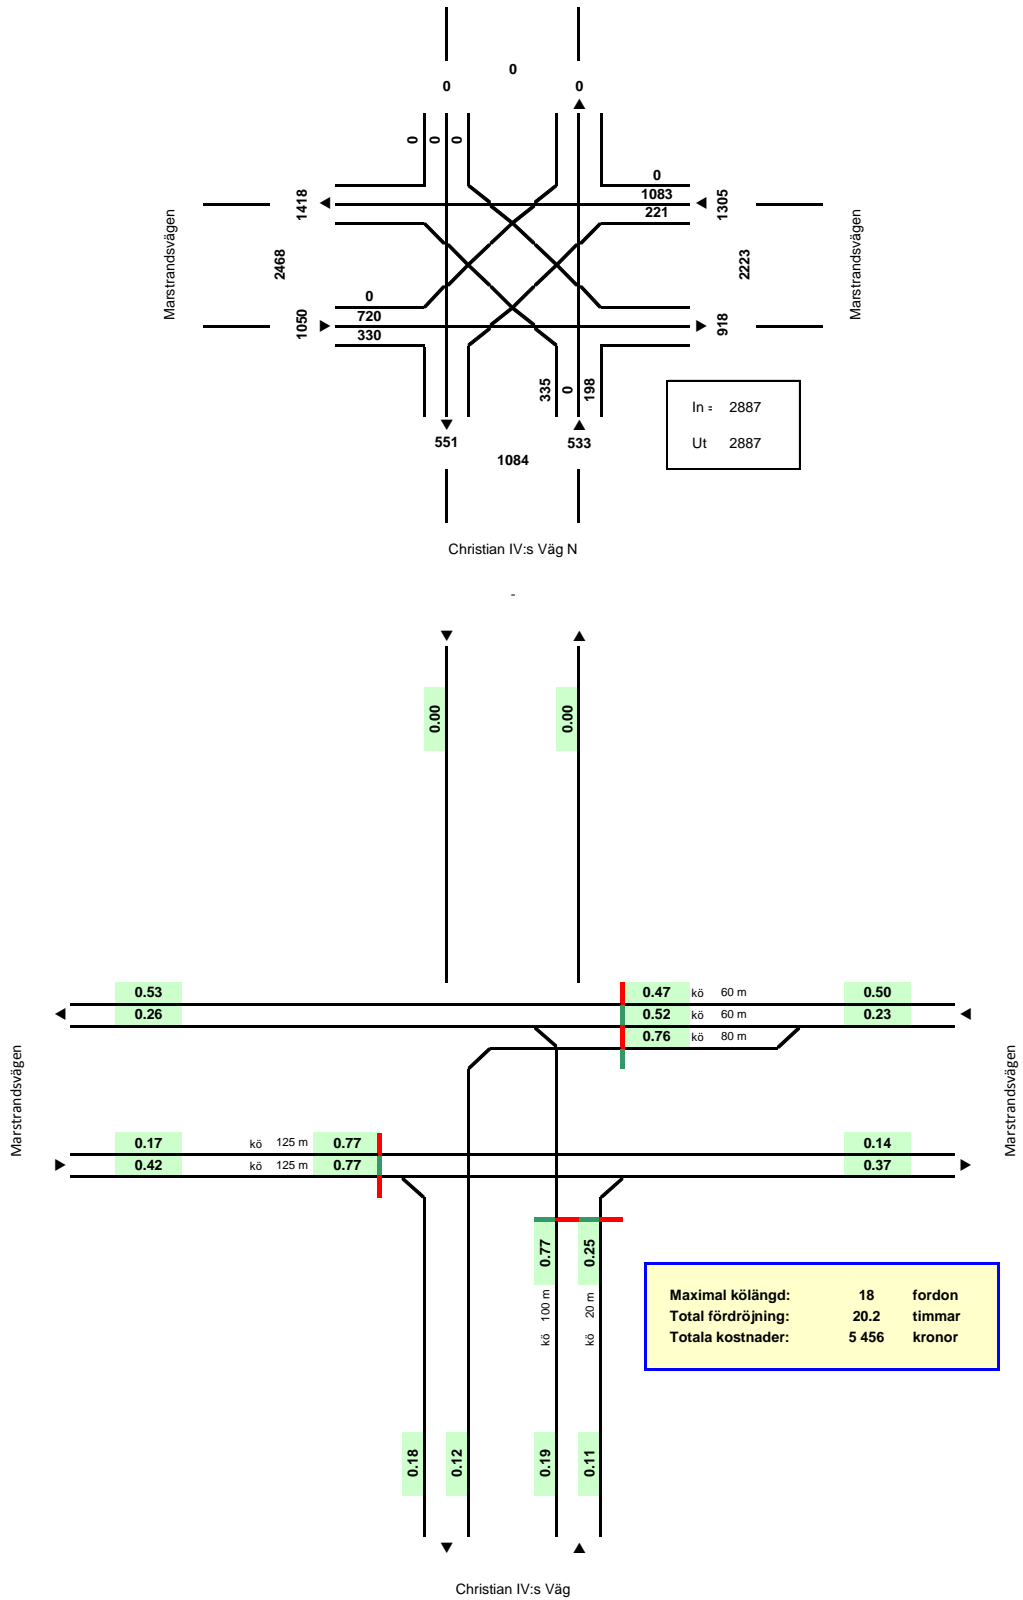 0
0 0
0 0 0
0
1083
221
1418
1305
Marstrandsvägen
2468
2223
Marstrandsvägen
0
720
330
1050
918
335 0 198
In = 2887
Ut 2887
551 533
1084
Christian IV:s Väg N
-
0.00 0.00
0.53 0.47 kö 60 m 0.50
0.26 0.52 kö 60 m 0.23
0.76 kö 80 m
Marstrandsvägen
Marstrandsvägen
0.17 kö 125 m 0.77 0.14
0.42 kö 125 m 0.77 0.37
0.77 0.25
kö 100 m kö 20 m
Maximal kölängd: 18 fordon
Total fördröjning: 20.2 timmar
Totala kostnader: 5 456 kronor
0.18 0.12 0.19 0.11
Christian IV:s Väg